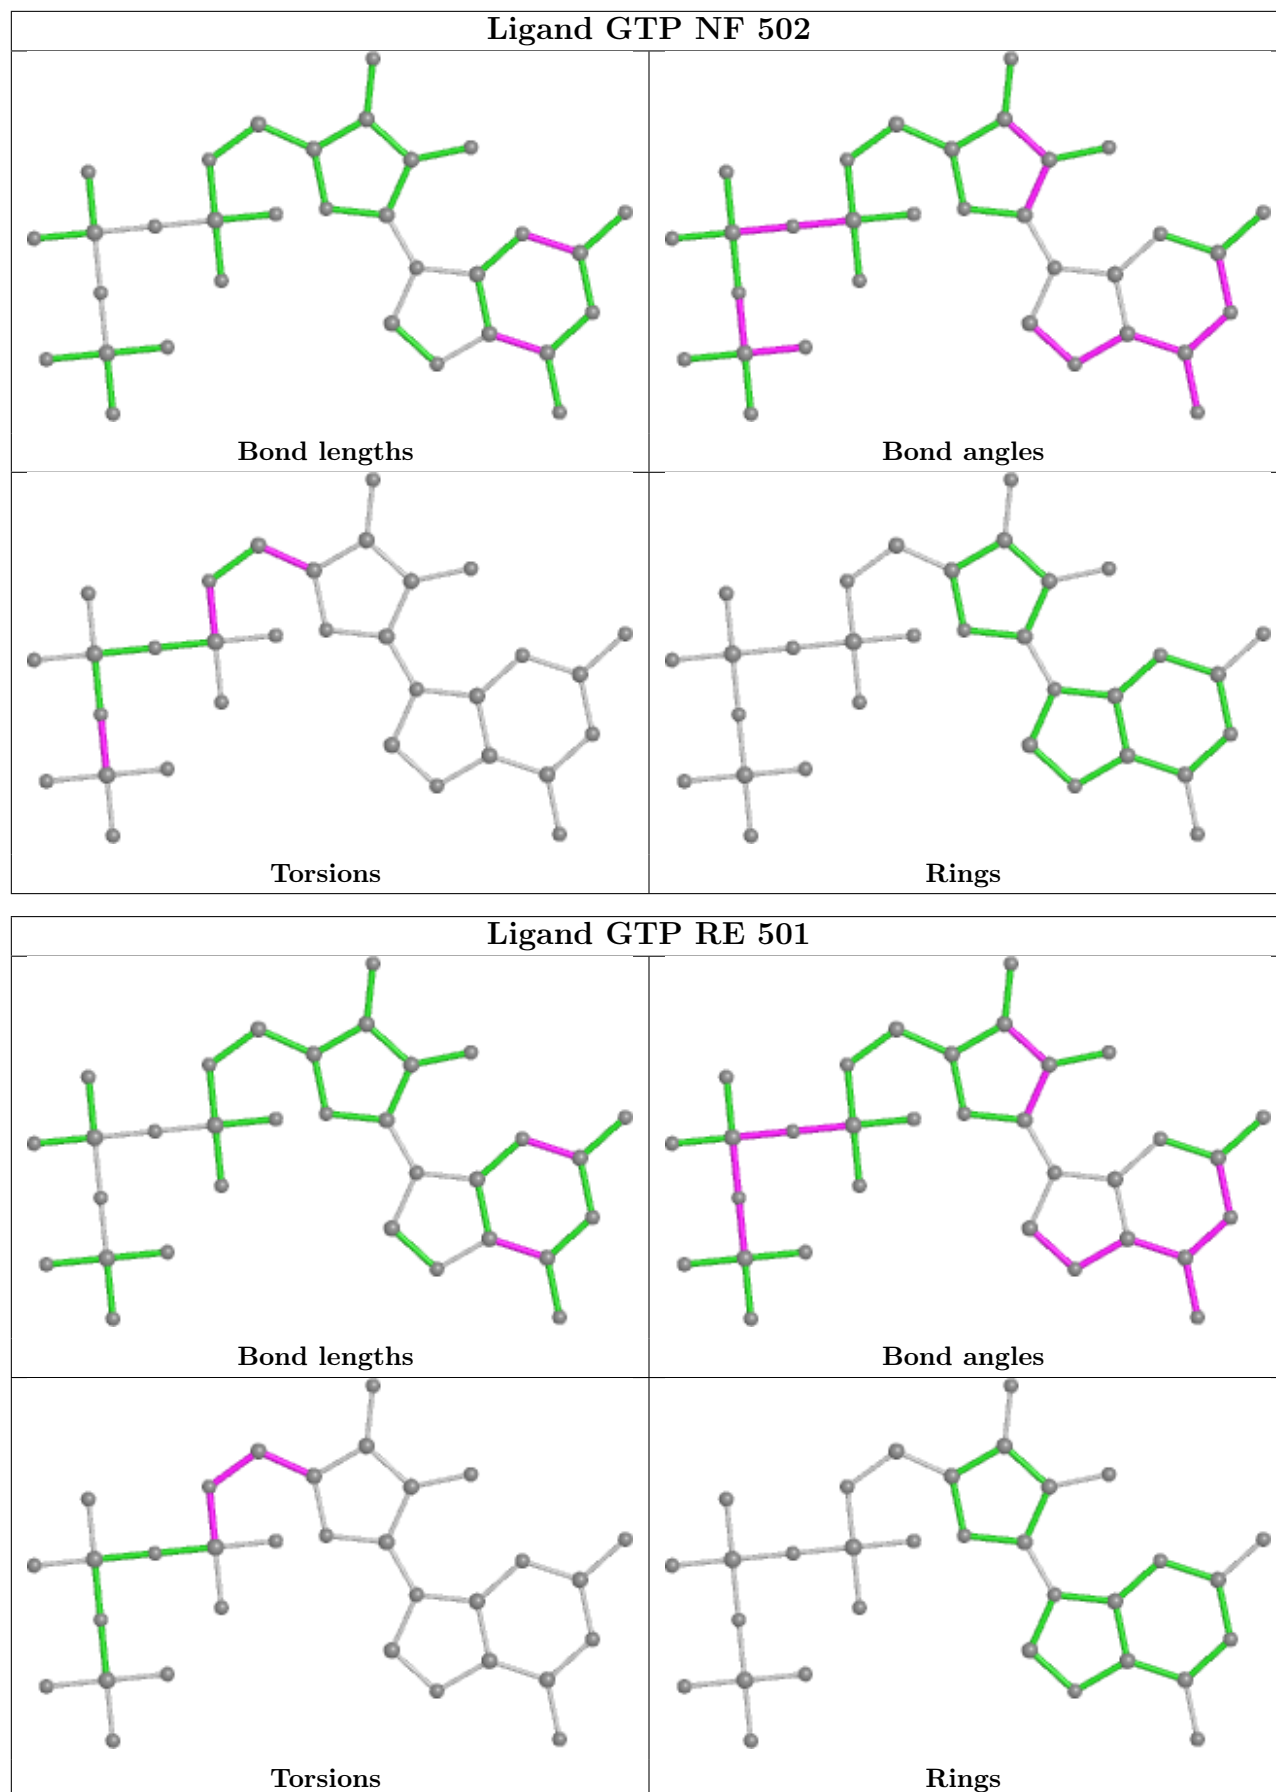 Ligand GTP NF 502
Bond lengths
Bond angles
Torsions
Rings
Ligand GTP RE 501
Bond lengths
Bond angles
Torsions
Rings